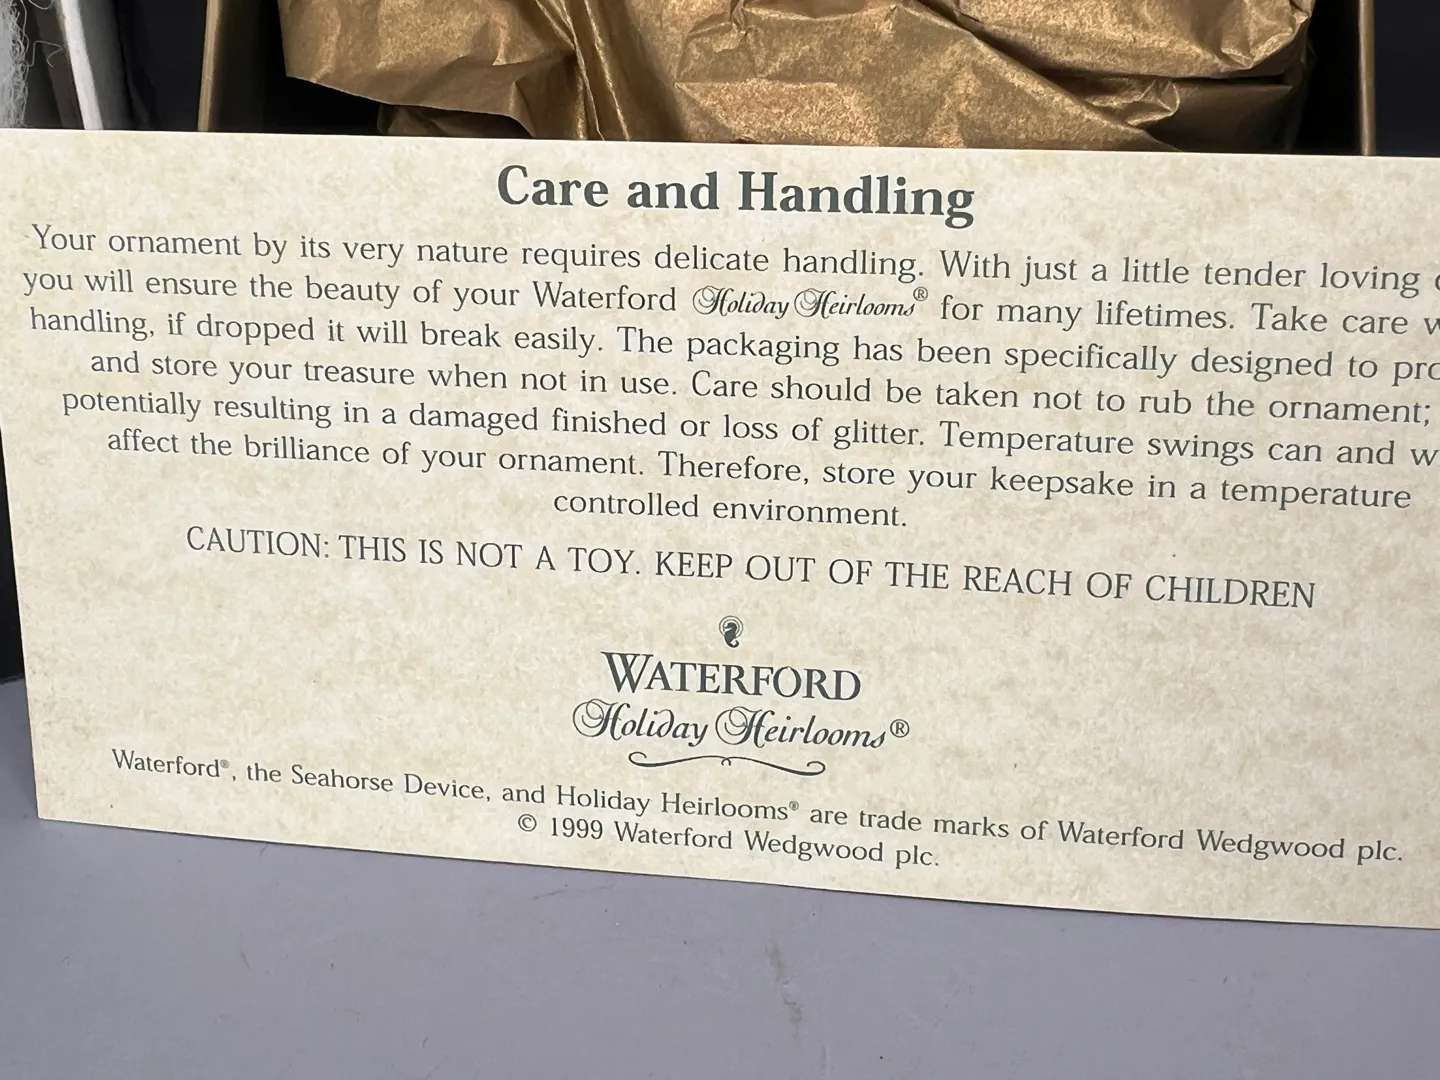 Care and Handling
Your ornament by its very nature requires delicate handling. With just a little tender loving
you will ensure the beauty of your Waterford Holiday Heirlooms® for many lifetimes. Take care
handling, if dropped it will break easily. The packaging has been specifically designed to
and store your treasure when not in use. Care should be taken not to rub the ornament;
potentially resulting in a damaged finished or loss of glitter. Temperature swings can and
affect the brilliance of your ornament. Therefore, store your keepsake in a temperature
controlled environment.
CAUTION: THIS IS NOT A TOY. KEEP OUT OF THE REACH OF CHILDREN
WATERFORD
Holiday Heirlooms®
Waterford®, the Seahorse Device, and Holiday Heirlooms® are trade marks of Waterford Wedgwood plc.
© 1999 Waterford Wedgwood plc.